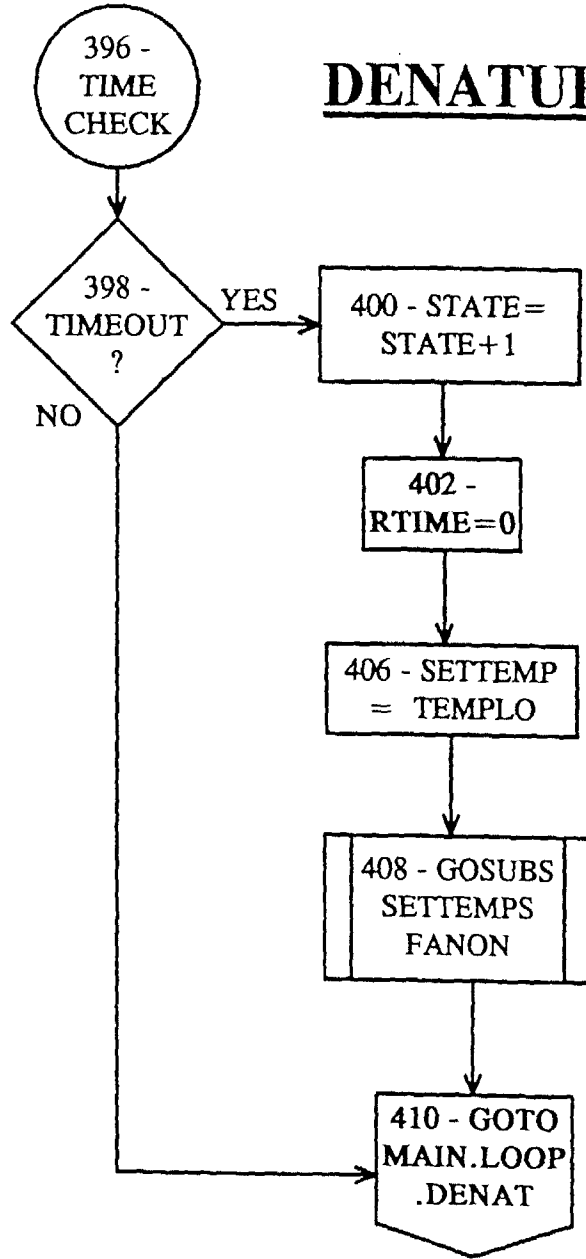 396 -
TIME
CHECK
398 -
TIMEOUT
?
YES
NO
400 - STATE=
STATE+1
402 -
RTIME=0
406 - SETTEMP
= TEMPLO
408 - GOSUBS
SETTEMPS
FANON
410 - GOTO
MAIN.LOOP
.DENAT